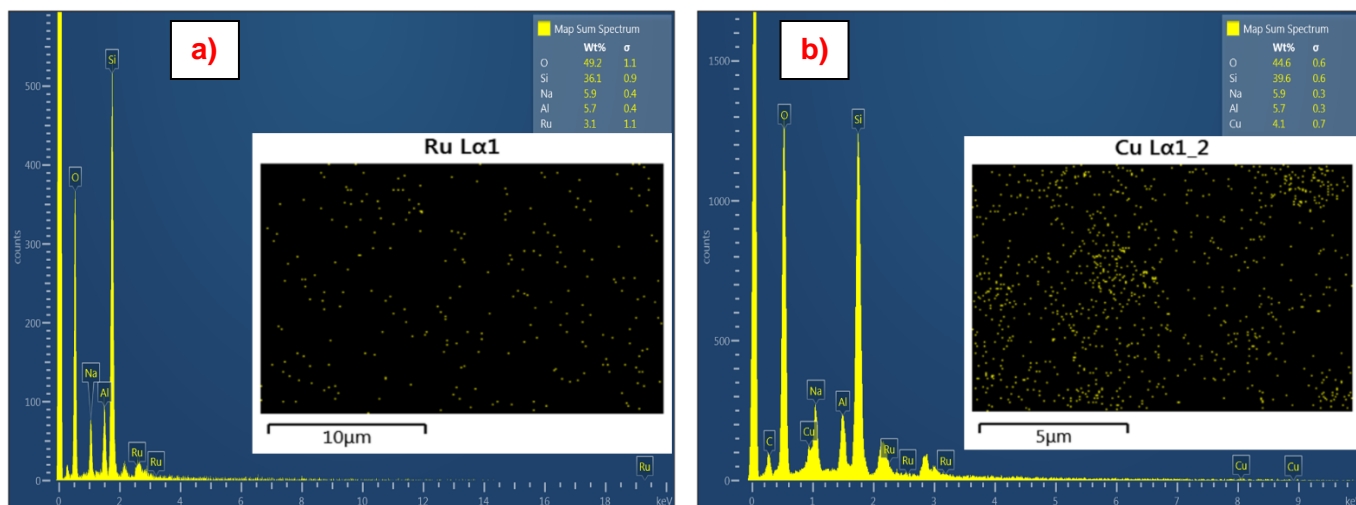 a)
Map Sum Spectrum
Wt% σ
O 49.2 1.1
Si 36.1 0.9
Na 5.9 0.4
Al 5.7 0.4
Ru 3.1 1.1
Ru Lα1
10μm
Si
O
Na
Al
Ru
Ru
Ru
500
400
300
200
100
0
counts
0 2 4 6 8 10 12 14 16 18 keV
b)
Map Sum Spectrum
Wt% σ
O 44.6 0.6
Si 39.6 0.6
Na 5.9 0.3
Al 5.7 0.3
Cu 4.1 0.7
Cu Lα1_2
5μm
O
Si
Na
Al
Cu
C
Ru
Ru
Ru
Cu
Cu
1500
1000
500
0
counts
0 1 2 3 4 5 6 7 8 9 keV